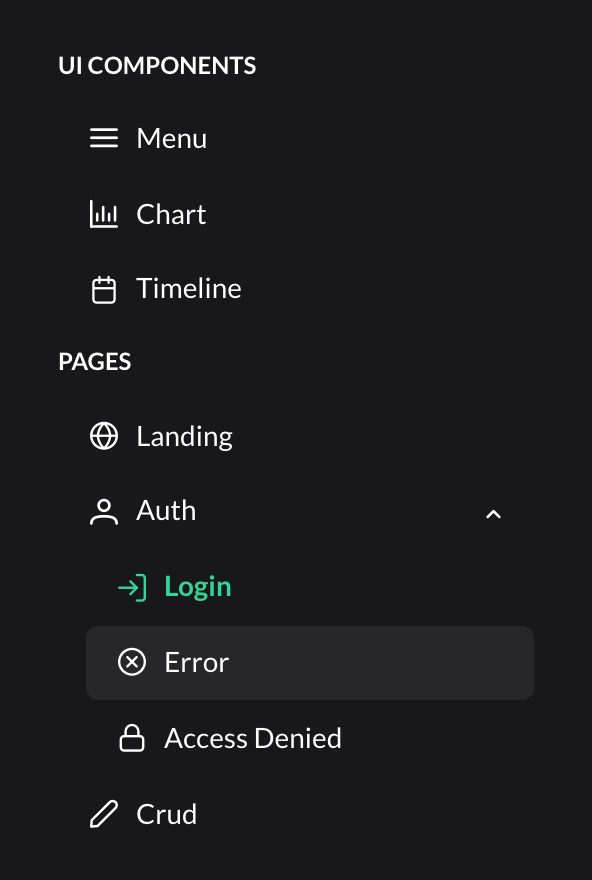 UI COMPONENTS
Menu
Chart
Timeline
PAGES
Landing
Auth
Login
Error
Access Denied
Crud